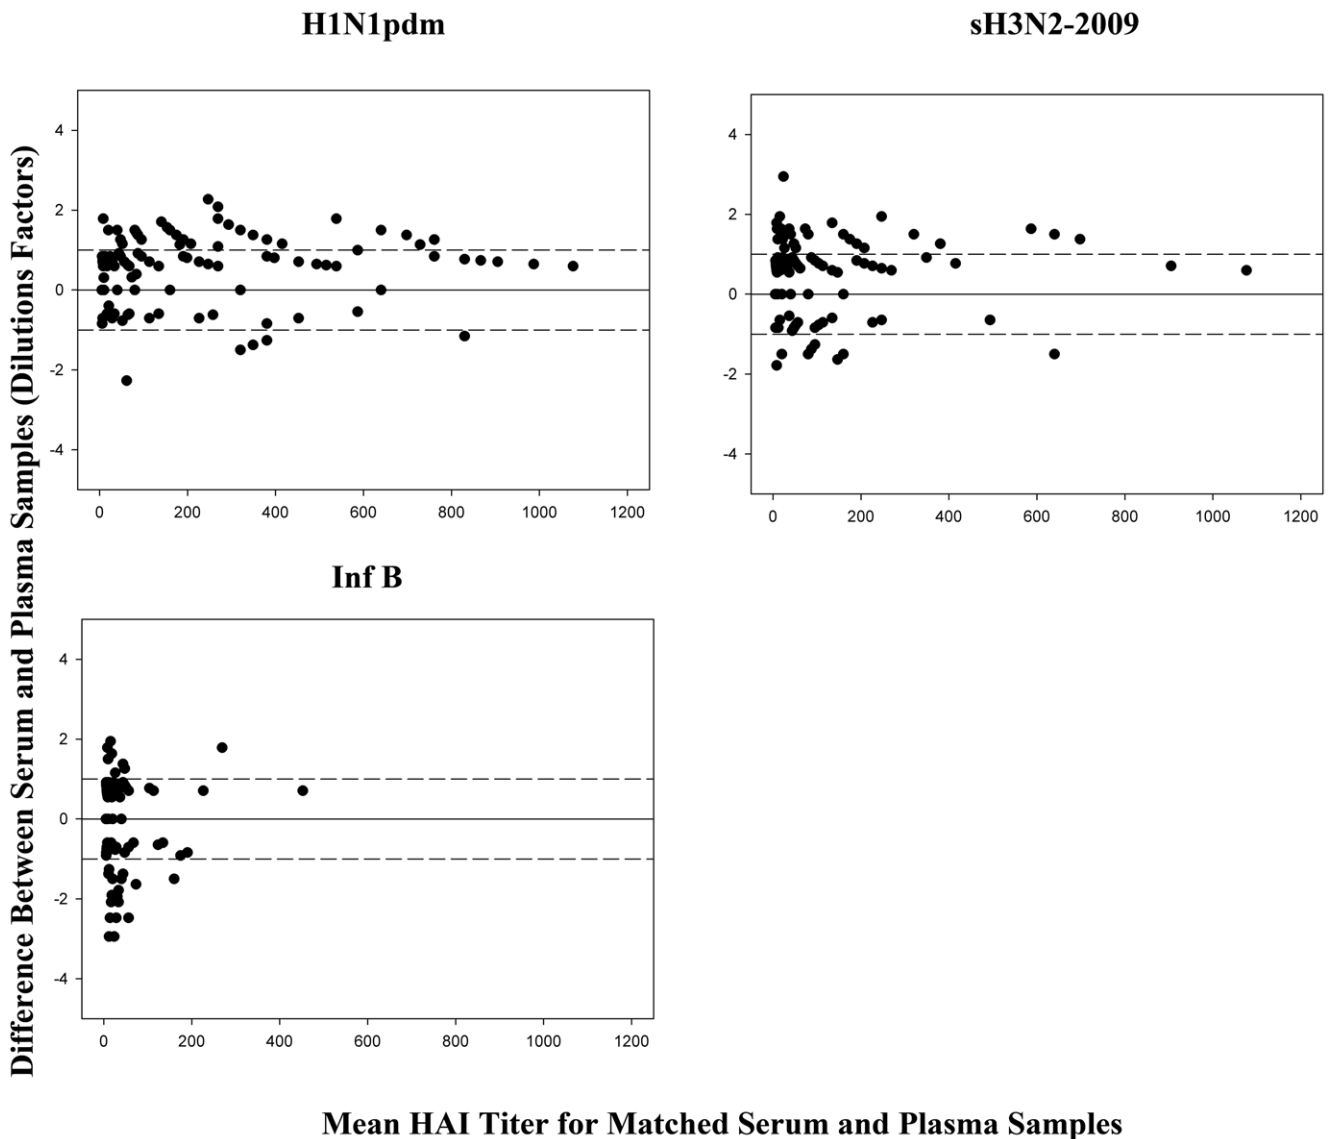 H1N1pdm
sH3N2-2009
Difference Between Serum and Plasma Samples (Dilutions Factors)
4
2
0
-2
-4
0 200 400 600 800 1000 1200
4
2
0
-2
-4
0 200 400 600 800 1000 1200
Inf B
4
2
0
-2
-4
0 200 400 600 800 1000 1200
Mean HAI Titer for Matched Serum and Plasma Samples